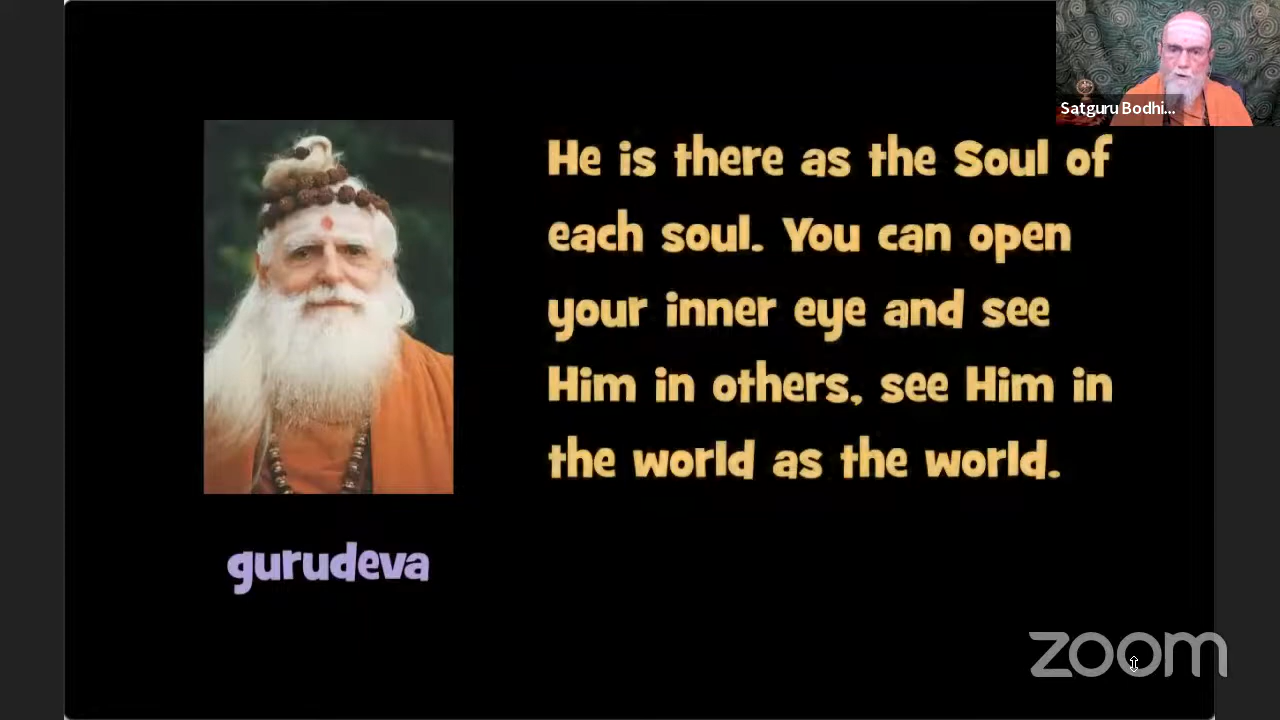 Satguru Bodhi...
He is there as the Soul of
each soul. You can open
your inner eye and see
Him in others, see Him in
the world as the world.
gurudeva
zoom